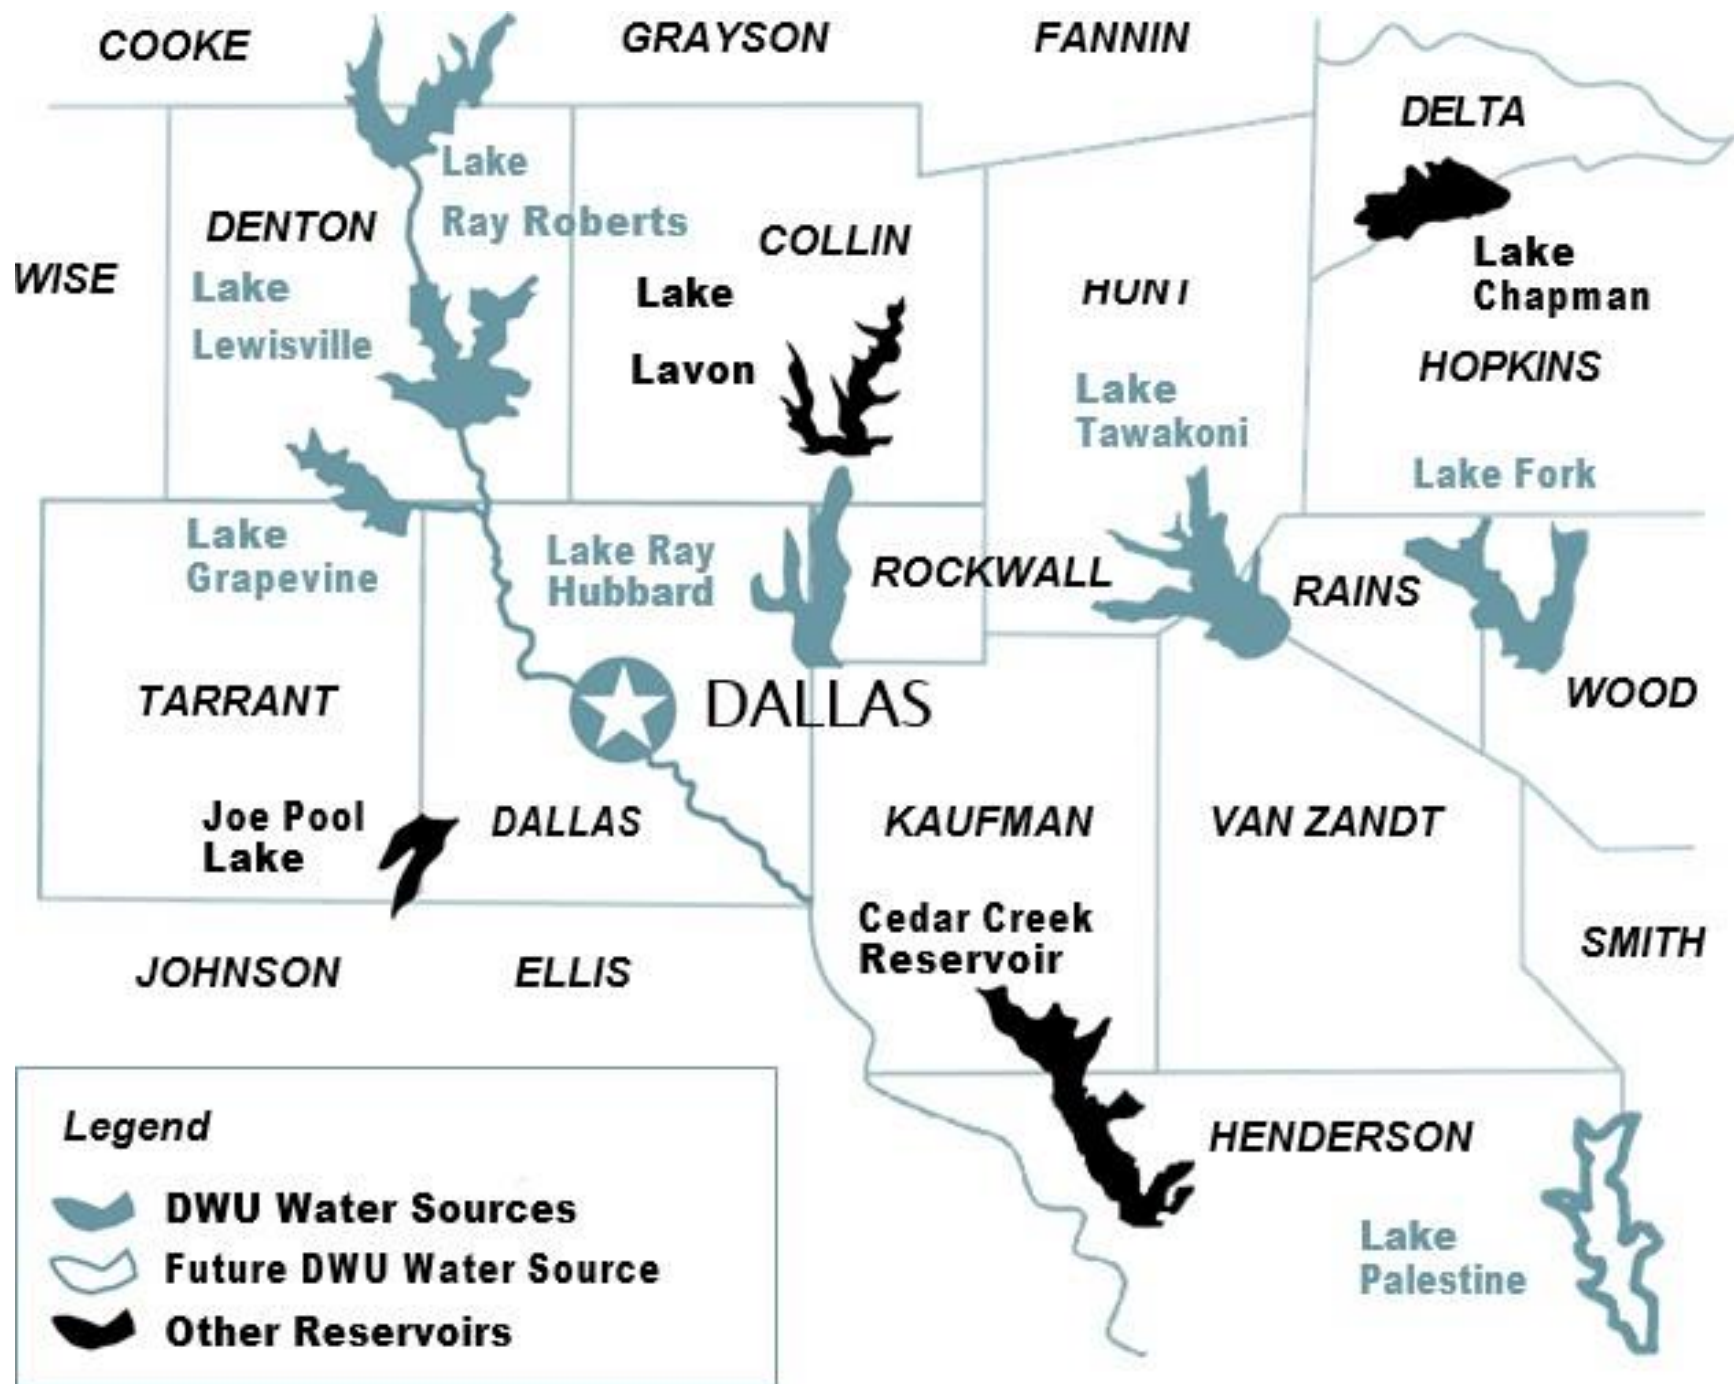 COOKE
GRAYSON
FANNIN
DELTA
Lake
Ray Roberts
DENTON
COLLIN
WISE
Lake
Lewisville
Lake
Lavon
HUNT
Lake
Chapman
HOPKINS
Lake
Tawakoni
Lake Fork
Lake
Grapevine
Lake Ray
Hubbard
ROCKWALL
RAINS
TARRANT
DALLAS
WOOD
Joe Pool
Lake
DALLAS
KAUFMAN
VAN ZANDT
Cedar Creek
Reservoir
SMITH
JOHNSON
ELLIS
HENDERSON
Lake
Palestine
Legend
DWU Water Sources
Future DWU Water Source
Other Reservoirs